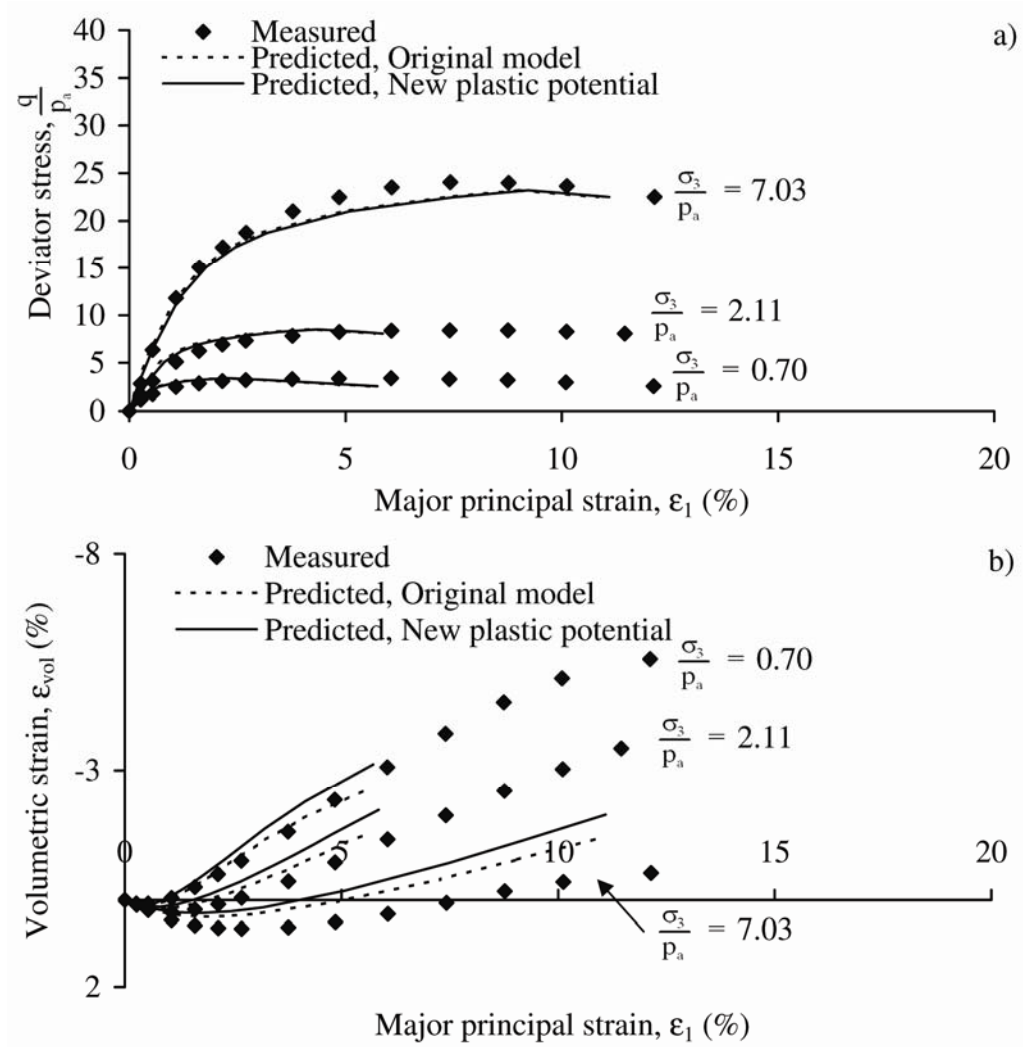 a)
Measured
Predicted, Original model
Predicted, New plastic potential
Deviator stress, q/pₐ
40
35
30
25
20
15
10
5
0
σ₃/pₐ = 7.03
σ₃/pₐ = 2.11
σ₃/pₐ = 0.70
0 5 10 15 20
Major principal strain, ε₁ (%)
b)
Measured
Predicted, Original model
Predicted, New plastic potential
Volumetric strain, εvol (%)
-8
-3
2
σ₃/pₐ = 0.70
σ₃/pₐ = 2.11
0 5 10 15 20
σ₃/pₐ = 7.03
Major principal strain, ε₁ (%)